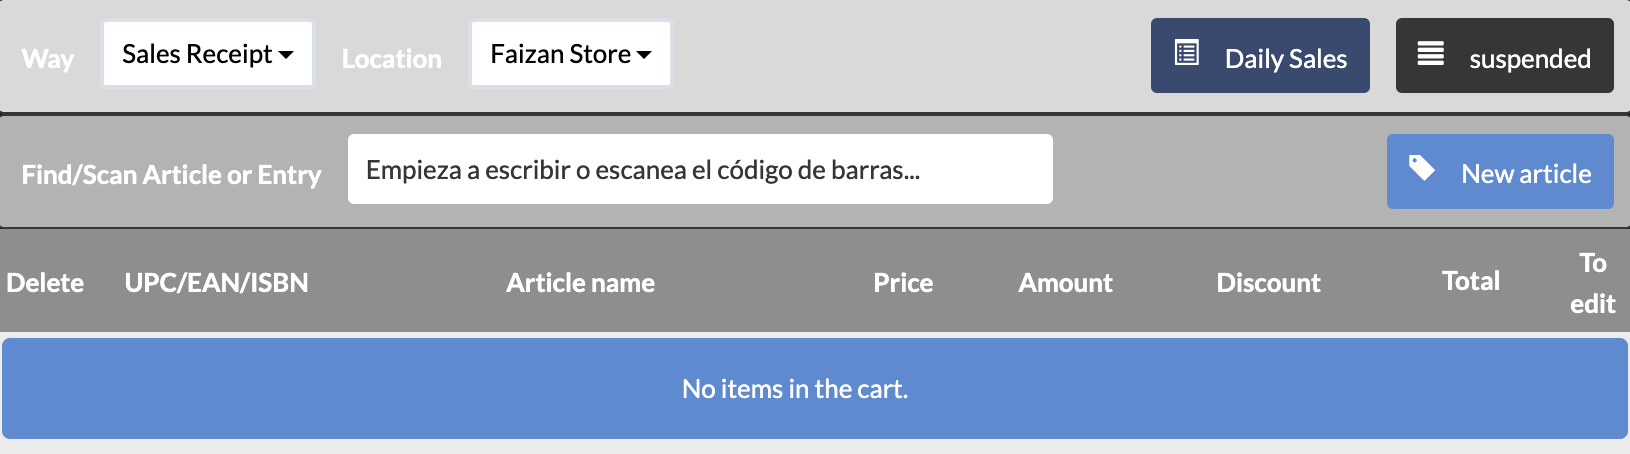 Way Sales Receipt Location Faizan Store Daily Sales suspended
Find/Scan Article or Entry Empieza a escribir o escanea el código de barras... New article
Delete UPC/EAN/ISBN Article name Price Amount Discount Total To
edit
No items in the cart.